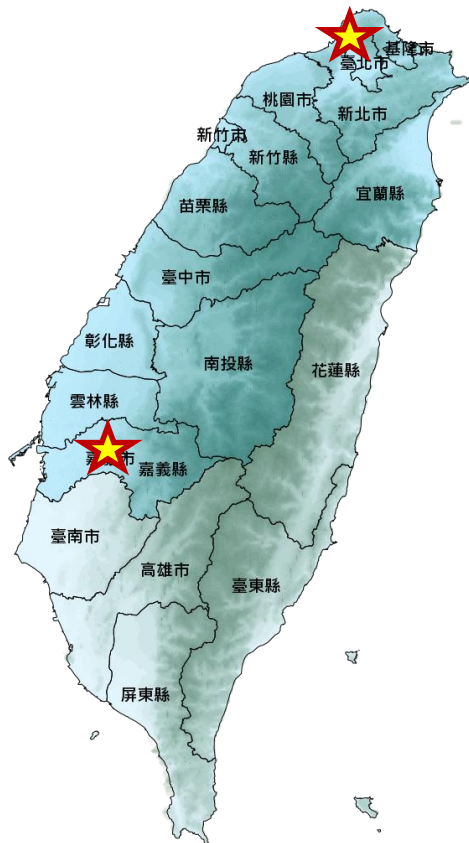 基隆市
臺北市
桃園市
新北市
新竹市
新竹縣
宜蘭縣
苗栗縣
臺中市
彰化縣
南投縣
花蓮縣
雲林縣
嘉義縣
臺南市
高雄市
臺東縣
屏東縣